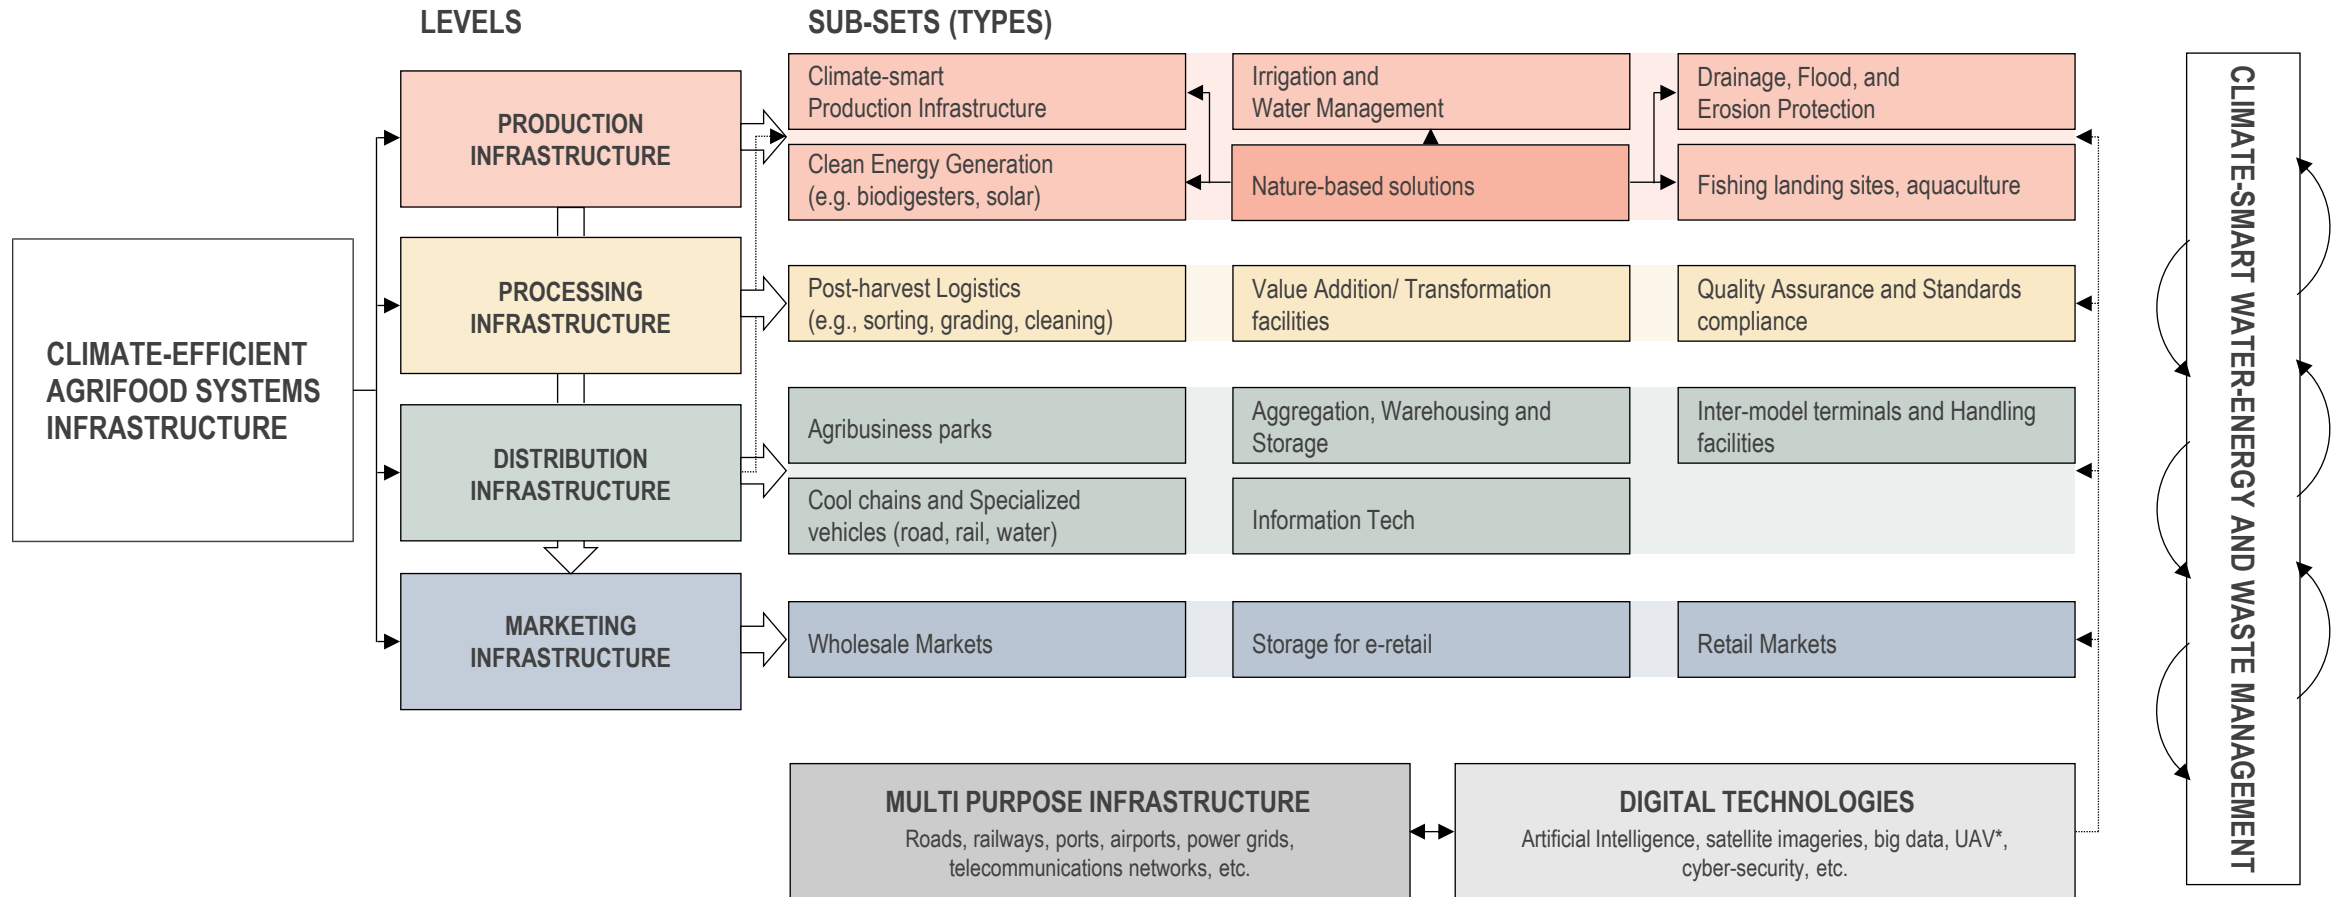 LEVELS
SUB-SETS (TYPES)
CLIMATE-EFFICIENT
AGRIFOOD SYSTEMS
INFRASTRUCTURE
PRODUCTION
INFRASTRUCTURE
Climate-smart
Production Infrastructure
Irrigation and
Water Management
Drainage, Flood, and
Erosion Protection
Clean Energy Generation
(e.g. biodigesters, solar)
Nature-based solutions
Fishing landing sites, aquaculture
PROCESSING
INFRASTRUCTURE
Post-harvest Logistics
(e.g., sorting, grading, cleaning)
Value Addition/ Transformation
facilities
Quality Assurance and Standards
compliance
DISTRIBUTION
INFRASTRUCTURE
Agribusiness parks
Aggregation, Warehousing and
Storage
Inter-model terminals and Handling
facilities
Cool chains and Specialized
vehicles (road, rail, water)
Information Tech
MARKETING
INFRASTRUCTURE
Wholesale Markets
Storage for e-retail
Retail Markets
MULTI PURPOSE INFRASTRUCTURE
Roads, railways, ports, airports, power grids,
telecommunications networks, etc.
DIGITAL TECHNOLOGIES
Artificial Intelligence, satellite imageries, big data, UAV*,
cyber-security, etc.
CLIMATE-SMART WATER-ENERGY AND WASTE MANAGEMENT